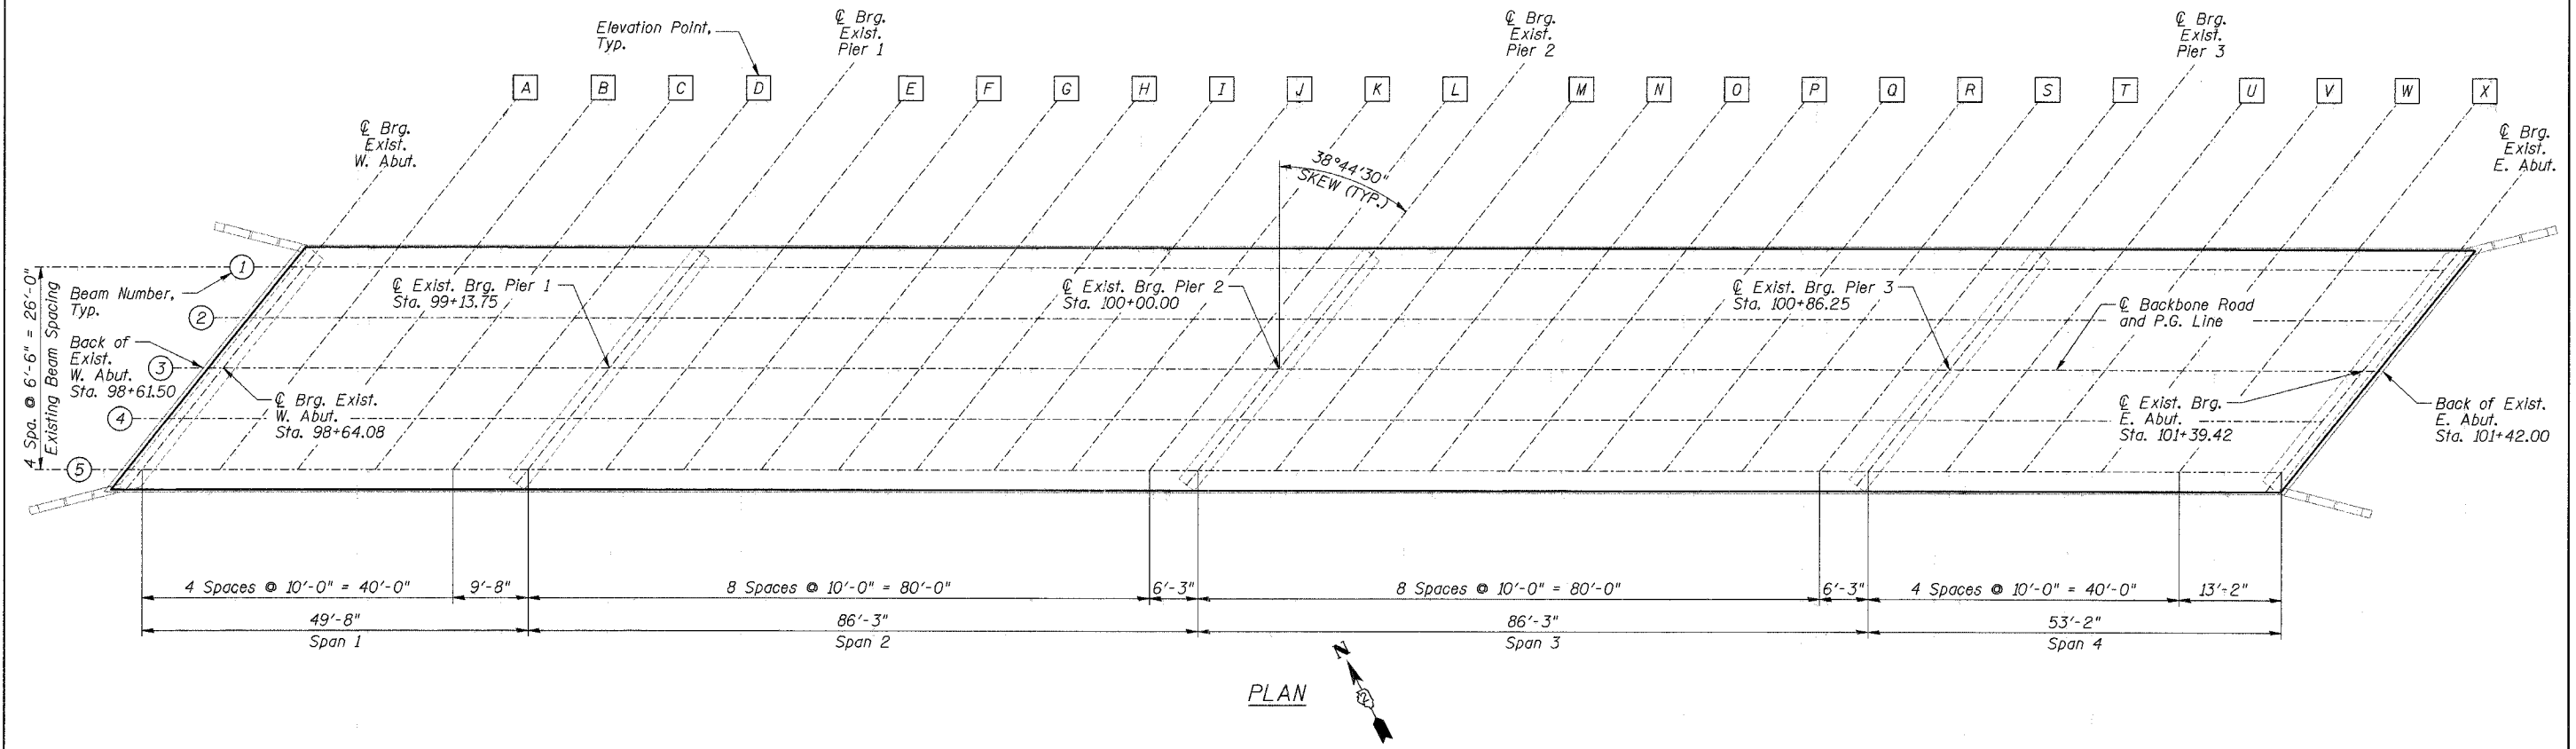 Elevation Point,
Typ.
℄ Brg.
Exist.
Pier 1
℄ Brg.
Exist.
Pier 2
℄ Brg.
Exist.
Pier 3
A B C D E F G H I J K L M N O P Q R S T U V W X
℄ Brg.
Exist.
W. Abut.
℄ Brg.
Exist.
E. Abut.
38°44'30"
SKEW (TYP.)
4 Spa. @ 6'-6" = 26'-0"
Existing Beam Spacing
1
2
3
4
5
Beam Number,
Typ.
Back of
Exist.
W. Abut.
Sta. 98+61.50
℄ Exist. Brg. Pier 1
Sta. 99+13.75
℄ Brg. Exist.
W. Abut.
Sta. 98+64.08
℄ Exist. Brg. Pier 2
Sta. 100+00.00
℄ Exist. Brg. Pier 3
Sta. 100+86.25
℄ Backbone Road
and P.G. Line
℄ Exist. Brg.
E. Abut.
Sta. 101+39.42
Back of Exist.
E. Abut.
Sta. 101+42.00
4 Spaces @ 10'-0" = 40'-0"
9'-8"
8 Spaces @ 10'-0" = 80'-0"
6'-3"
8 Spaces @ 10'-0" = 80'-0"
6'-3"
4 Spaces @ 10'-0" = 40'-0"
13'-2"
49'-8"
Span 1
86'-3"
Span 2
86'-3"
Span 3
53'-2"
Span 4
PLAN
N